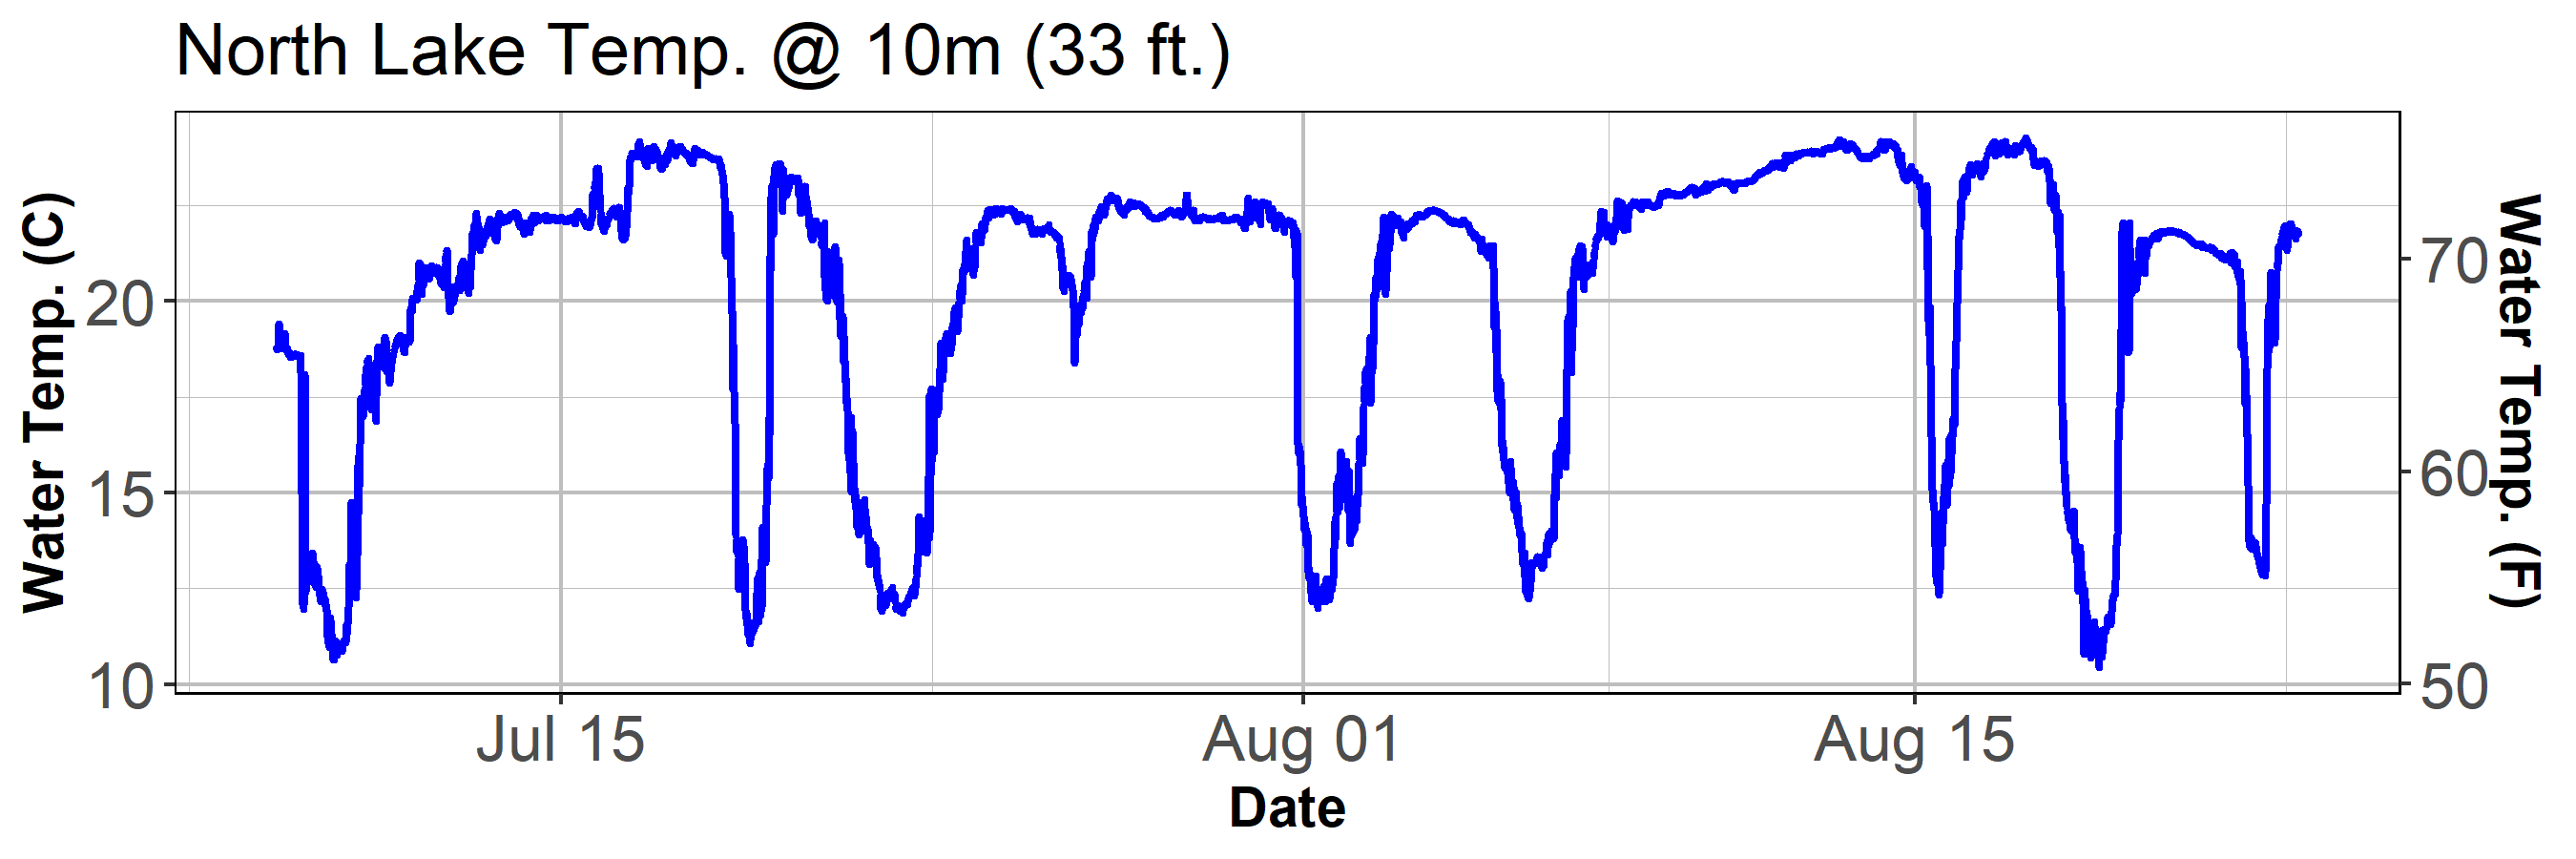 North Lake Temp. @ 10m (33 ft.)
Water Temp. (C)
20
15
10
70
60
50
Water Temp. (F)
Jul 15
Aug 01
Aug 15
Date